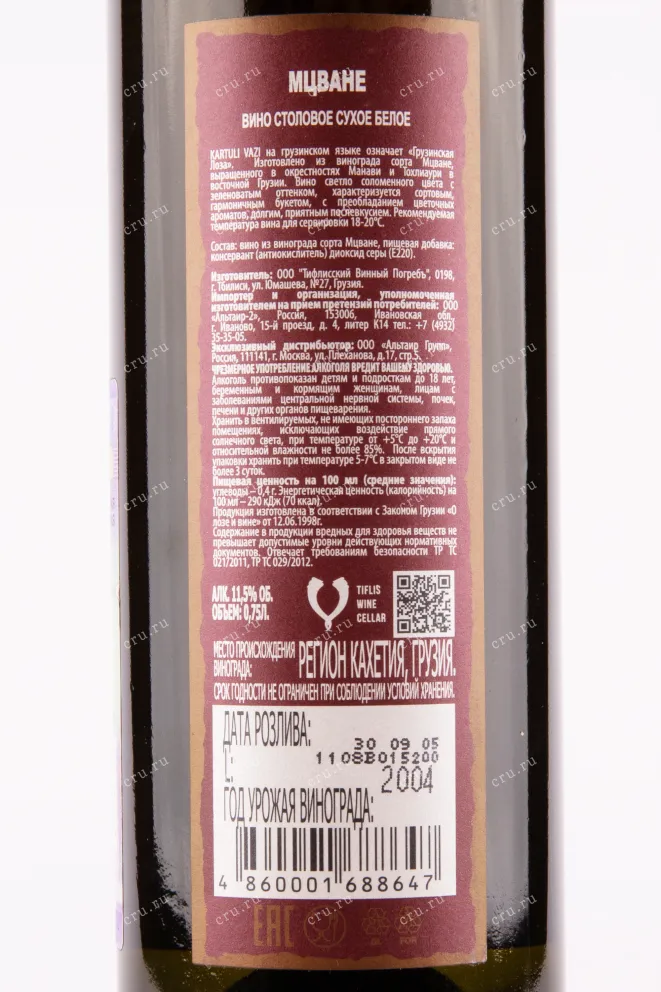 МЦВАНЕ
ВИНО СТОЛОВОЕ СУХОЕ БЕЛОЕ
KARTULI VAZI на грузинском языке означает «Грузинская
Лоза». Изготовлено из винограда сорта Мцване,
выращенного в окрестностях Манави и Тохлиаури в
восточной Грузии. Вино светло соломенного цвета с
зеленоватым оттенком, характеризуется сортовым,
гармоничным букетом, с преобладанием цветочных
ароматов, долгим, приятным послевкусием. Рекомендуемая
температура вина для сервировки 18-20°С.
Состав: вино из винограда сорта Мцване, пищевая добавка:
консервант (антиокислитель) диоксид серы (Е220).
Изготовитель: ООО "Тифлисский Винный Погребъ", 0198,
г. Тбилиси, ул. Юмашева, №27, Грузия.
Импортер и организация, уполномоченная
изготовителем на прием претензий потребителей: ООО
«Альтаир-2», Россия, 153006, Ивановская обл.,
г. Иваново, 15-й проезд, д. 4, литер К14 тел.: +7 (4932)
35-35-05.
Эксклюзивный дистрибьютор: ООО «Альтаир Групп»,
Россия, 111141, г. Москва, ул. Плеханова, д.17, стр.5.
ЧРЕЗМЕРНОЕ УПОТРЕБЛЕНИЕ АЛКОГОЛЯ ВРЕДИТ ВАШЕМУ ЗДОРОВЬЮ.
Алкоголь противопоказан детям и подросткам до 18 лет,
беременным и кормящим женщинам, лицам с
заболеваниями центральной нервной системы, почек,
печени и других органов пищеварения.
Хранить в вентилируемых, не имеющих постороннего запаха
помещениях, исключающих воздействие прямого
солнечного света, при температуре от +5°С до +20°С и
относительной влажности не более 85%. После вскрытия
упаковки хранить при температуре 5-7°С в закрытом виде не
более 3 суток.
Пищевая ценность на 100 мл (средние значения):
углеводы – 0,4 г. Энергетическая ценность (калорийность) на
100 мл – 290 кДж (70 ккал).
Продукция изготовлена в соответствии с Законом Грузии «О
лозе и вине» от 12.06.1998г.
Содержание в продукции вредных для здоровья веществ не
превышает допустимые уровни действующих нормативных
документов. Отвечает требованиям безопасности ТР ТС
021/2011, ТР ТС 029/2012.
АЛК. 11,5% ОБ.
ОБЪЕМ: 0,75Л.
TIFLIS
WINE
CELLAR
МЕСТО ПРОИСХОЖДЕНИЯ
ВИНОГРАДА:
РЕГИОН КАХЕТИЯ, ГРУЗИЯ.
СРОК ГОДНОСТИ НЕ ОГРАНИЧЕН ПРИ СОБЛЮДЕНИИ УСЛОВИЙ ХРАНЕНИЯ.
ДАТА РОЗЛИВА:
30 09 05
L:
1108B015200
2004
ГОД УРОЖАЯ ВИНОГРАДА:
4 860001 688647
EAC
cru.ru